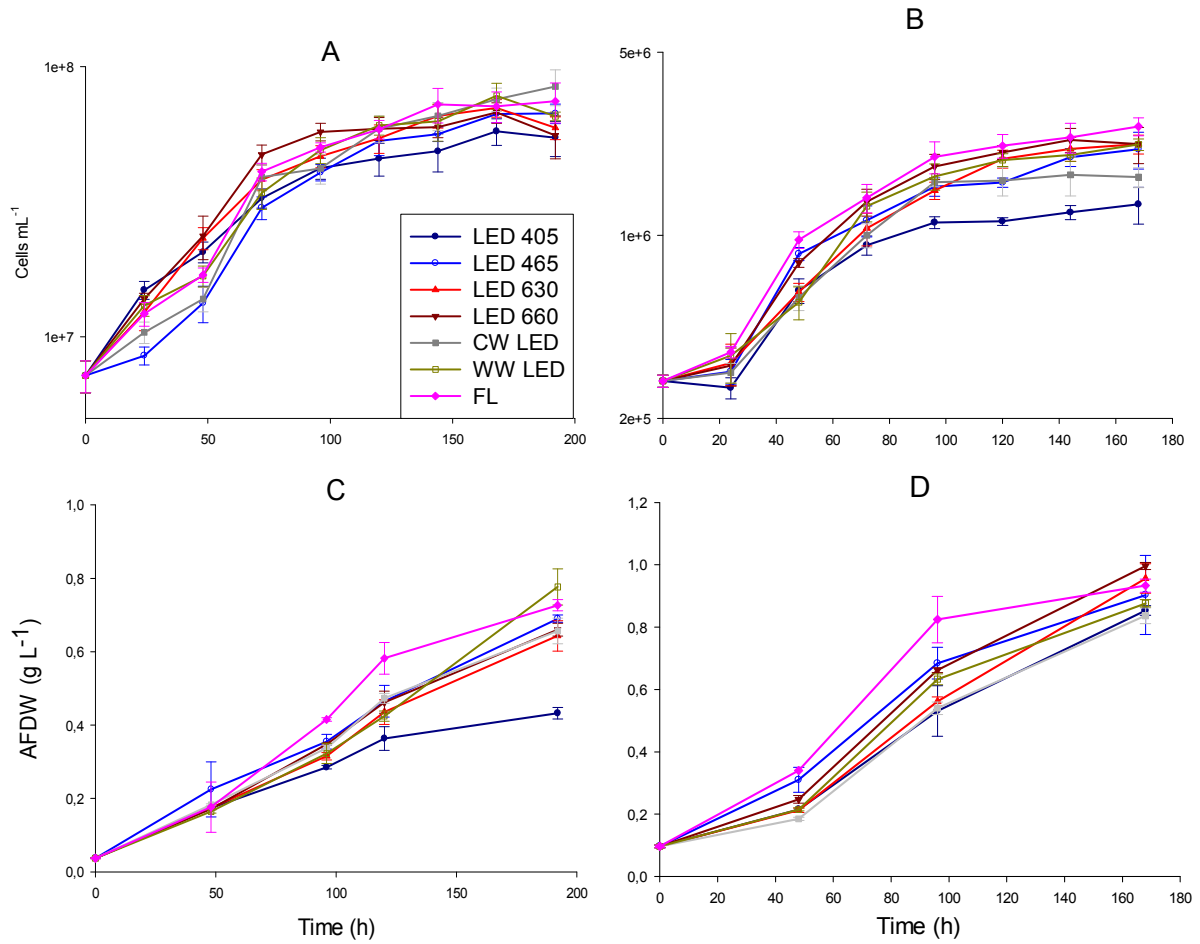 A
B
1e+8
5e+6
Cells mL-1
LED 405
LED 465
LED 630
LED 660
CW LED
WW LED
FL
1e+7
1e+6
2e+5
0 50 100 150 200
0 20 40 60 80 100 120 140 160 180
C
D
1,0
0,8
0,6
0,4
0,2
0,0
1,2
1,0
0,8
0,6
0,4
0,2
0,0
AFDW (g L-1)
0 50 100 150 200
0 20 40 60 80 100 120 140 160 180
Time (h)
Time (h)